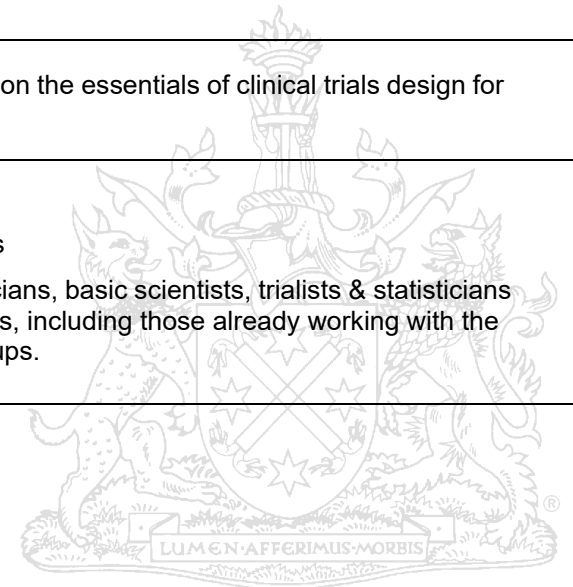 on the essentials of clinical trials design for
s
cians, basic scientists, trialists & statisticians
s, including those already working with the
ups.
®
LUMEN·AFFERIMUS·MORBIS